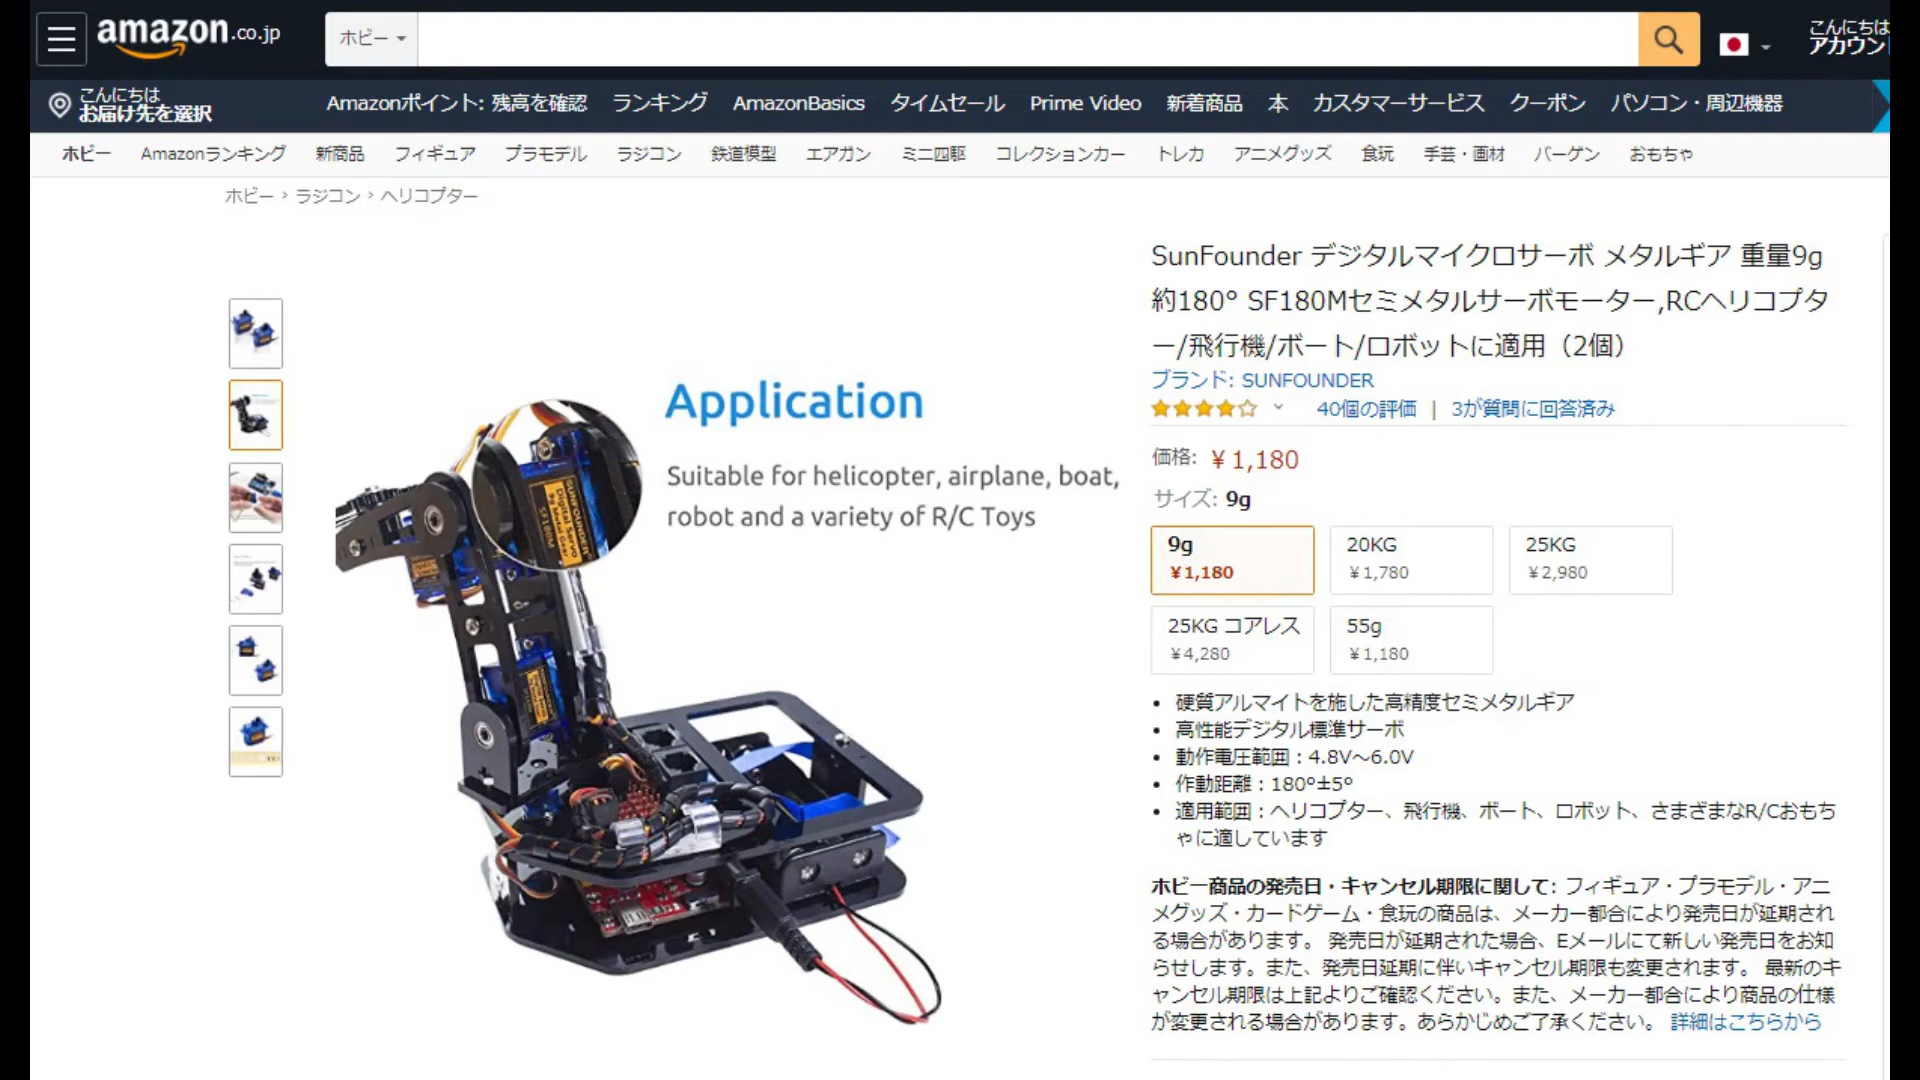 amazon.co.jp
ホビー
こんにちは
アカウント
こんにちは
お届け先を選択
Amazonポイント: 残高を確認 ランキング AmazonBasics タイムセール Prime Video 新着商品 本 カスタマーサービス クーポン パソコン・周辺機器
ホビー Amazonランキング 新商品 フィギュア プラモデル ラジコン 鉄道模型 エアガン ミニ四駆 コレクションカー トレカ アニメグッズ 食玩 手芸・画材 バーゲン おもちゃ
ホビー › ラジコン › ヘリコプター
Application
Suitable for helicopter, airplane, boat,
robot and a variety of R/C Toys
SUNFOUNDER
Digital Servo
9g Metal Gear
SF180M
SunFounder デジタルマイクロサーボ メタルギア 重量9g
約180° SF180Mセミメタルサーボモーター,RCヘリコプタ
ー/飛行機/ボート/ロボットに適用（2個）
ブランド: SUNFOUNDER
40個の評価 | 3が質問に回答済み
価格: ￥1,180
サイズ: 9g
9g
￥1,180
20KG
￥1,780
25KG
￥2,980
25KG コアレス
￥4,280
55g
￥1,180
• 硬質アルマイトを施した高精度セミメタルギア
• 高性能デジタル標準サーボ
• 動作電圧範囲：4.8V～6.0V
• 作動距離：180°±5°
• 適用範囲：ヘリコプター、飛行機、ボート、ロボット、さまざまなR/Cおもち
ゃに適しています
ホビー商品の発売日・キャンセル期限に関して: フィギュア・プラモデル・アニ
メグッズ・カードゲーム・食玩の商品は、メーカー都合により発売日が延期され
る場合があります。 発売日が延期された場合、Eメールにて新しい発売日をお知
らせします。また、発売日延期に伴いキャンセル期限も変更されます。 最新のキ
ャンセル期限は上記よりご確認ください。また、メーカー都合により商品の仕様
が変更される場合があります。あらかじめご了承ください。 詳細はこちらから